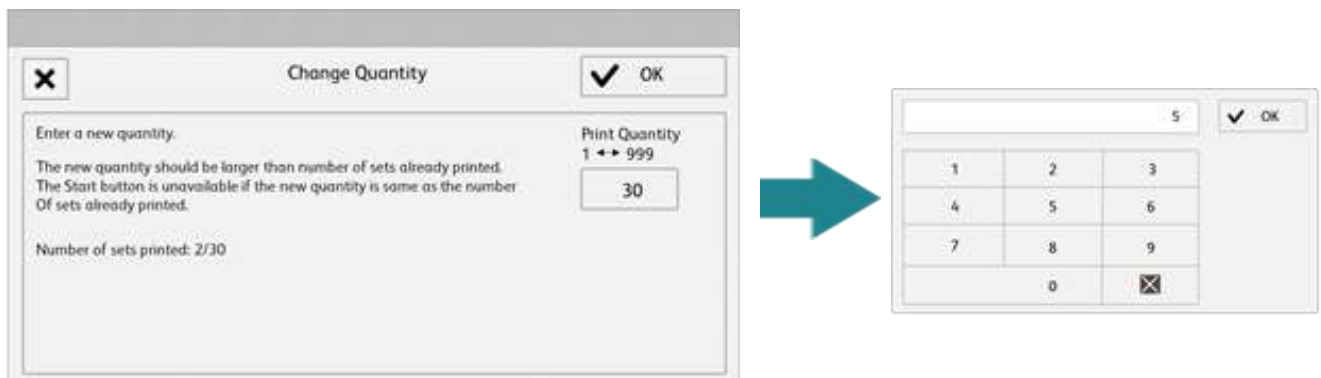 Change Quantity
OK
Enter a new quantity.
The new quantity should be larger than number of sets already printed.
The Start button is unavailable if the new quantity is same as the number
Of sets already printed.
Number of sets printed: 2/30
Print Quantity
1 ↔ 999
30
5
OK
1 2 3
4 5 6
7 8 9
0